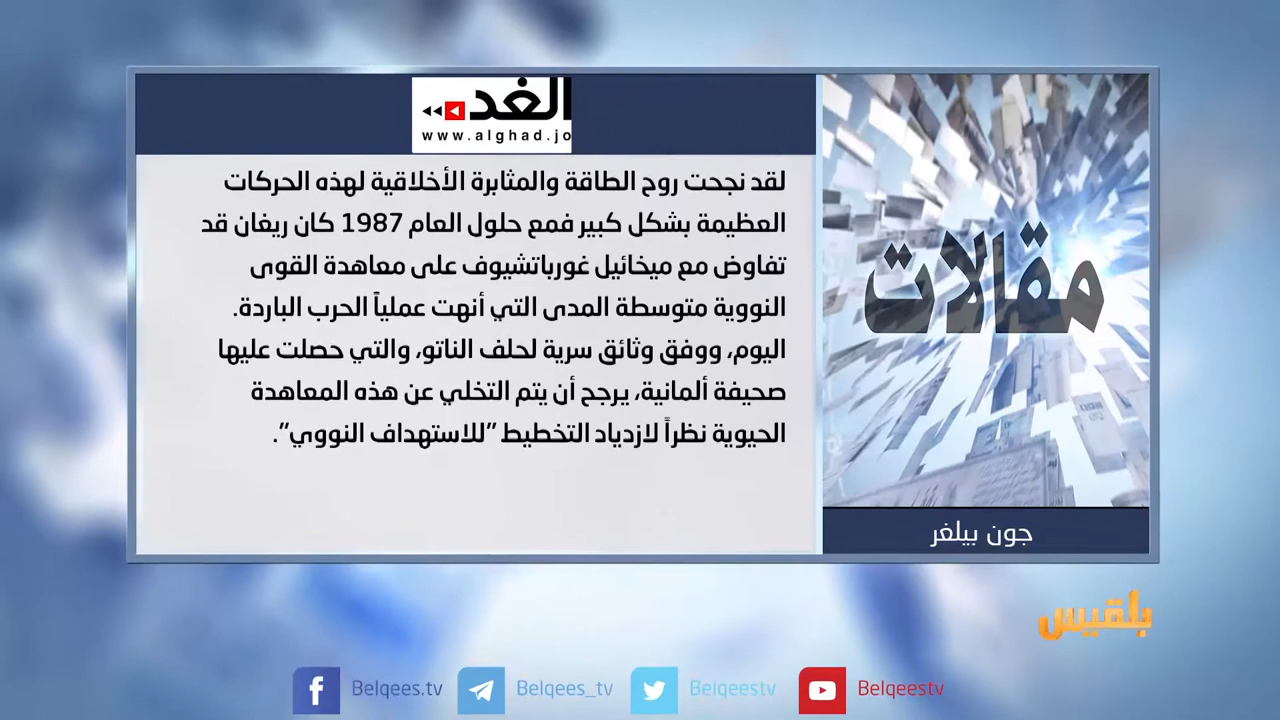 الغد
www.alghad.jo
لقد نجحت روح الطاقة والمثابرة الأخلاقية لهذه الحركات
العظيمة بشكل كبير فمع حلول العام 1987 كان ريغان قد
تفاوض مع ميخائيل غورباتشيوف على معاهدة القوى
النووية متوسطة المدى التي أنهت عملياً الحرب الباردة.
اليوم، ووفق وثائق سرية لحلف الناتو، والتي حصلت عليها
صحيفة ألمانية، يرجح أن يتم التخلي عن هذه المعاهدة
الحيوية نظراً لازدياد التخطيط "للاستهداف النووي".
مقالات
جون بيلغر
بلقيس
Belqees.tv
Belqees_tv
Belqeestv
Belqeestv